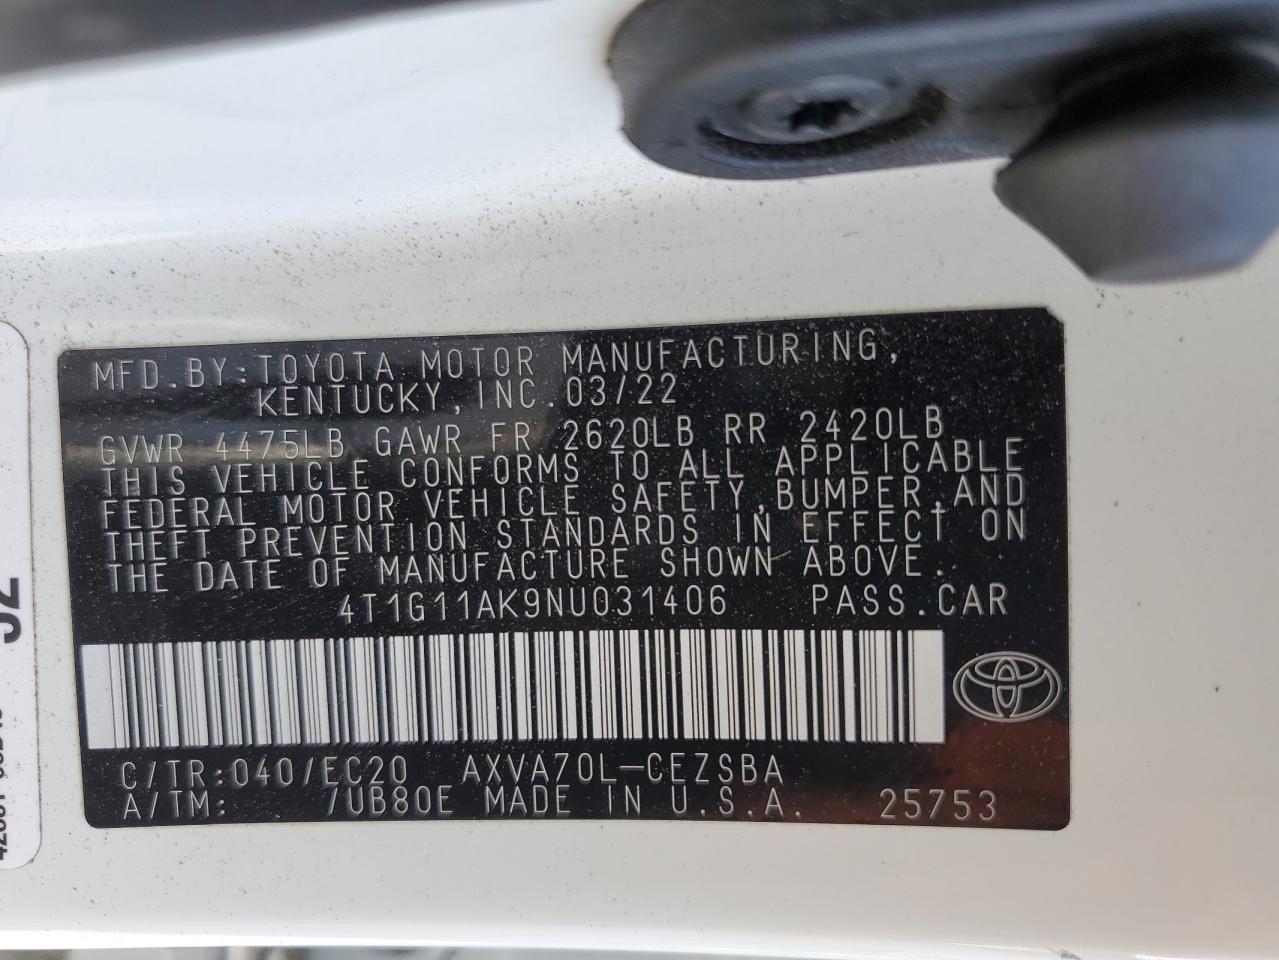 MFD.BY:TOYOTA MOTOR MANUFACTURING,
KENTUCKY,INC.03/22
GVWR 4475LB GAWR FR 2620LB RR 2420LB
THIS VEHICLE CONFORMS TO ALL APPLICABLE
FEDERAL MOTOR VEHICLE SAFETY,BUMPER,AND
THEFT PREVENTION STANDARDS IN EFFECT ON
THE DATE OF MANUFACTURE SHOWN ABOVE.
4T1G11AK9NU031406 PASS.CAR
C/TR:040/EC20 AXVA70L-CEZSBA
A/TM: /UB80E MADE IN U.S.A. 25753